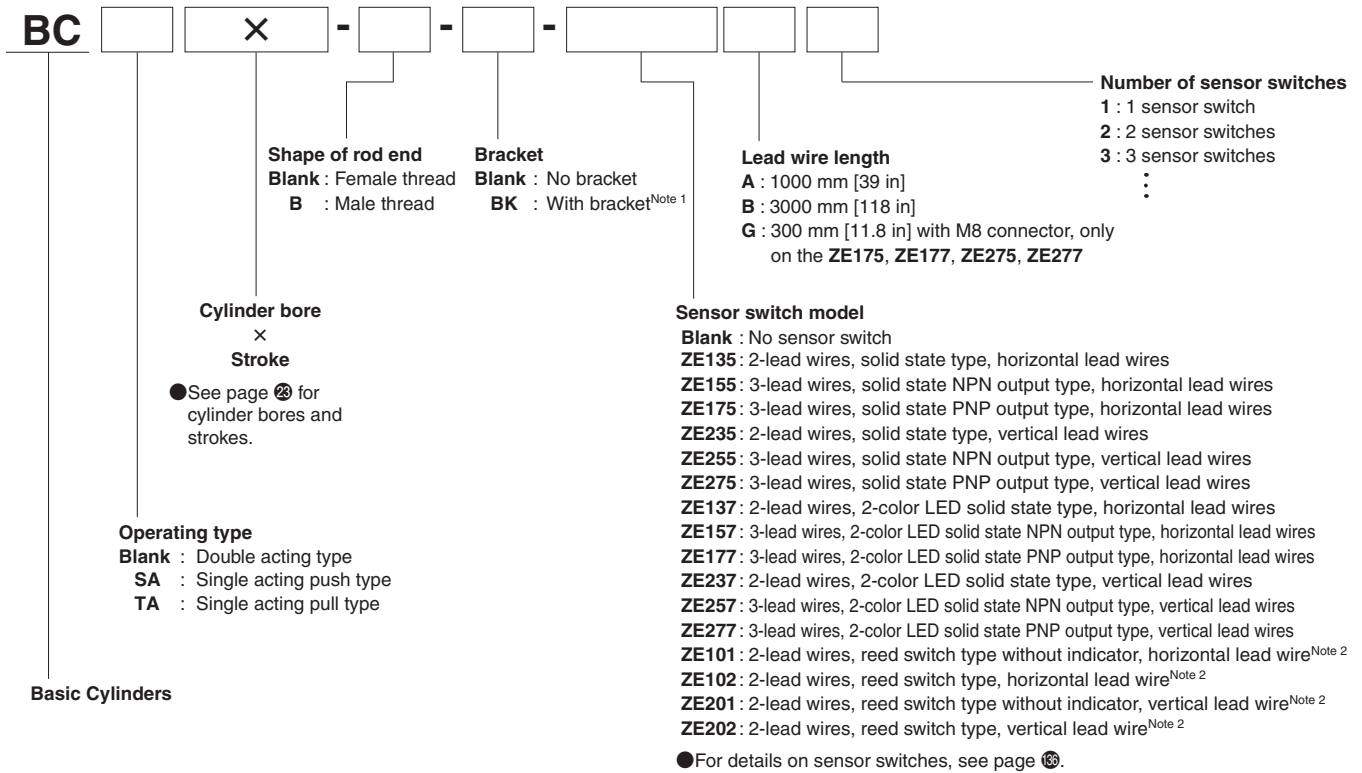 BC × - - -
Number of sensor switches
1 : 1 sensor switch
2 : 2 sensor switches
3 : 3 sensor switches
⋮
Shape of rod end
Blank : Female thread
B : Male thread
Bracket
Blank : No bracket
BK : With bracket Note 1
Lead wire length
A : 1000 mm [39 in]
B : 3000 mm [118 in]
G : 300 mm [11.8 in] with M8 connector, only
on the ZE175, ZE177, ZE275, ZE277
Cylinder bore
×
Stroke
●See page 23 for
cylinder bores and
strokes.
Sensor switch model
Blank : No sensor switch
ZE135 : 2-lead wires, solid state type, horizontal lead wires
ZE155 : 3-lead wires, solid state NPN output type, horizontal lead wires
ZE175 : 3-lead wires, solid state PNP output type, horizontal lead wires
ZE235 : 2-lead wires, solid state type, vertical lead wires
ZE255 : 3-lead wires, solid state NPN output type, vertical lead wires
ZE275 : 3-lead wires, solid state PNP output type, vertical lead wires
ZE137 : 2-lead wires, 2-color LED solid state type, horizontal lead wires
ZE157 : 3-lead wires, 2-color LED solid state NPN output type, horizontal lead wires
ZE177 : 3-lead wires, 2-color LED solid state PNP output type, horizontal lead wires
ZE237 : 2-lead wires, 2-color LED solid state type, vertical lead wires
ZE257 : 3-lead wires, 2-color LED solid state NPN output type, vertical lead wires
ZE277 : 3-lead wires, 2-color LED solid state PNP output type, vertical lead wires
ZE101 : 2-lead wires, reed switch type without indicator, horizontal lead wire Note 2
ZE102 : 2-lead wires, reed switch type, horizontal lead wire Note 2
ZE201 : 2-lead wires, reed switch type without indicator, vertical lead wire Note 2
ZE202 : 2-lead wires, reed switch type, vertical lead wire Note 2
●For details on sensor switches, see page 136.
Operating type
Blank : Double acting type
SA : Single acting push type
TA : Single acting pull type
Basic Cylinders